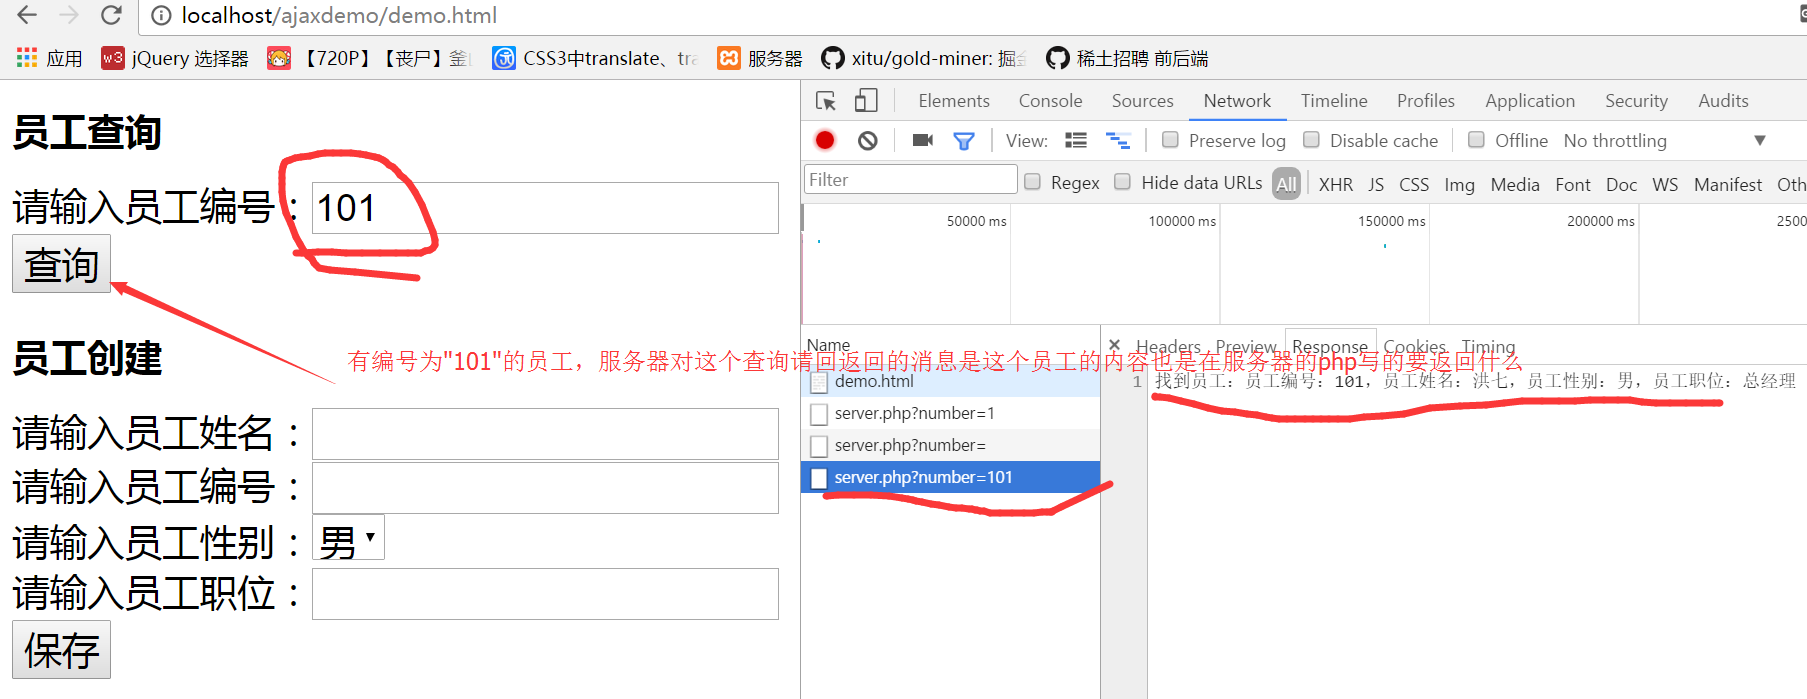 localhost/ajaxdemo/demo.html
应用 jQuery 选择器 【720P】【丧尸】釜 CSS3中translate、tra 服务器 xitu/gold-miner: 掘金 稀土招聘 前后端
员工查询
请输入员工编号：101
查询
员工创建
请输入员工姓名：
请输入员工编号：
请输入员工性别：男
请输入员工职位：
保存
有编号为"101"的员工，服务器对这个查询请回返回的消息是这个员工的内容也是在服务器的php写的要返回什么
Elements Console Sources Network Timeline Profiles Application Security Audits
View: Preserve log Disable cache Offline No throttling
Filter Regex Hide data URLs All XHR JS CSS Img Media Font Doc WS Manifest Oth
50000 ms 100000 ms 150000 ms 200000 ms 2500
Name
demo.html
server.php?number=1
server.php?number=
server.php?number=101
Headers Preview Response Cookies Timing
1 找到员工：员工编号：101，员工姓名：洪七，员工性别：男，员工职位：总经理